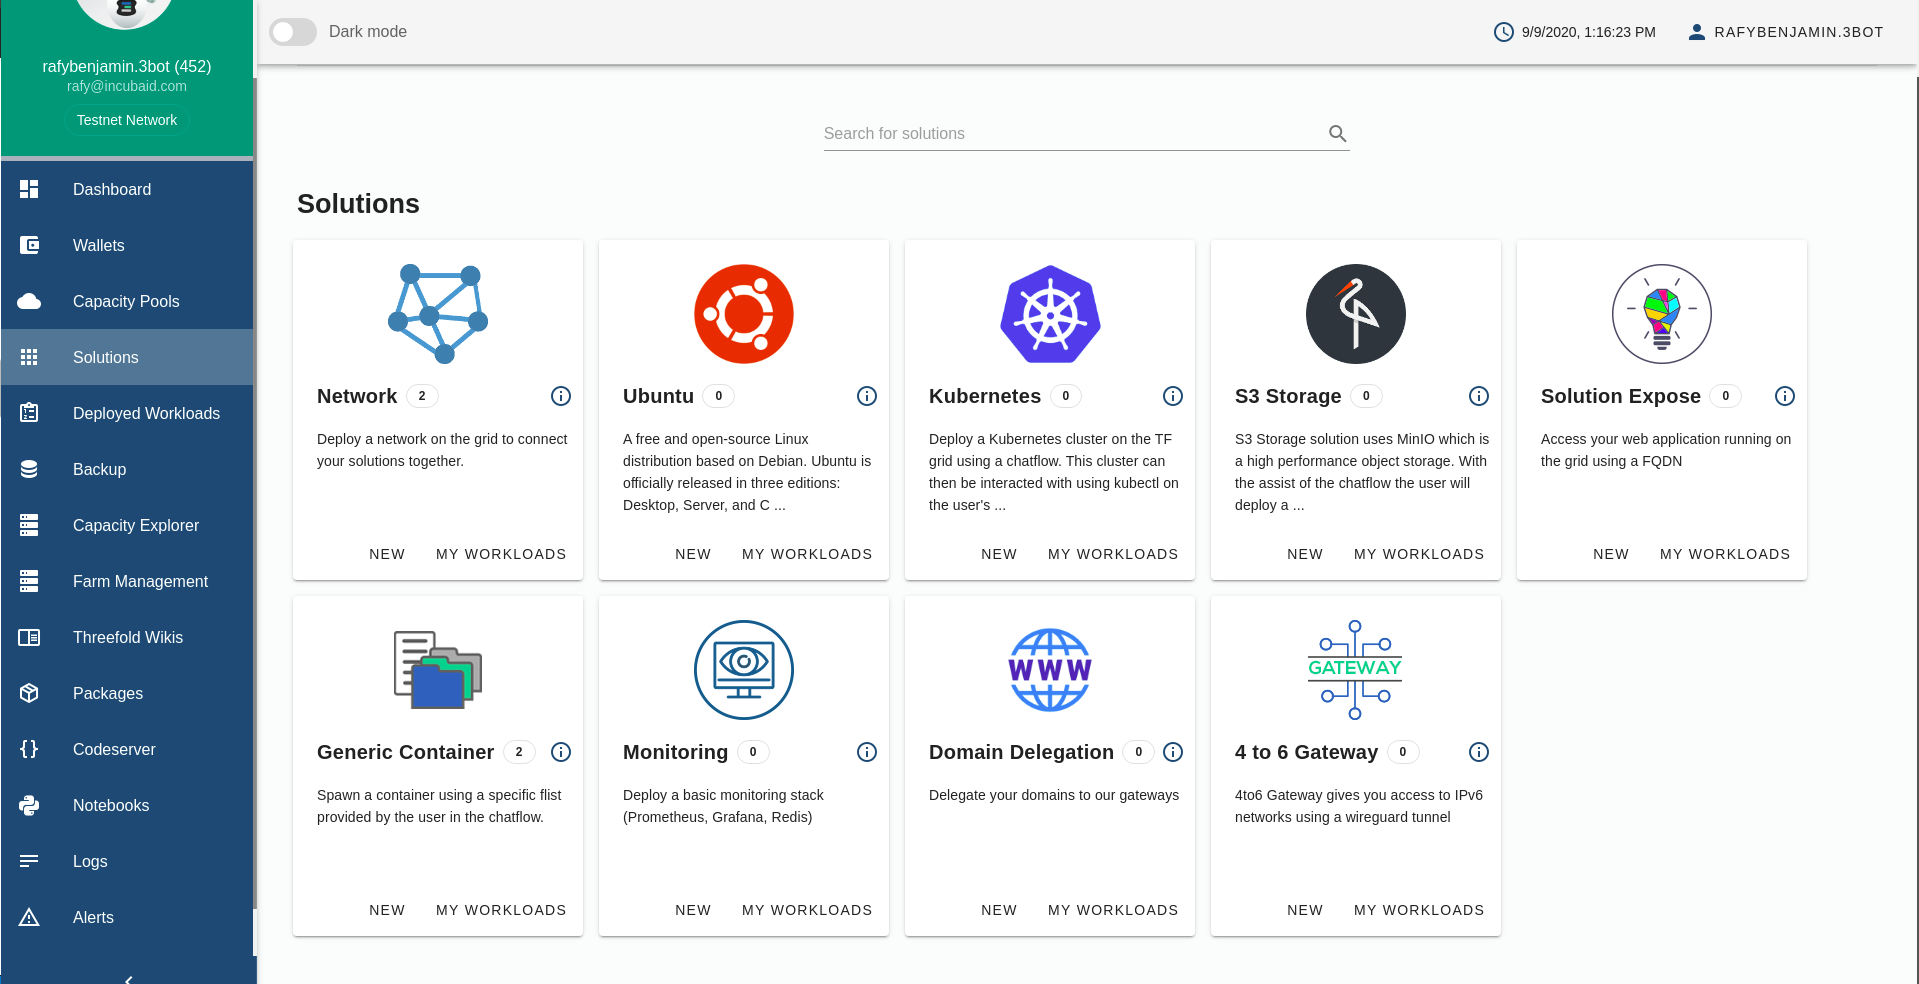 rafybenjamin.3bot (452)
rafy@incubaid.com
Testnet Network
Dashboard
Wallets
Capacity Pools
Solutions
Deployed Workloads
Backup
Capacity Explorer
Farm Management
Threefold Wikis
Packages
Codeserver
Notebooks
Logs
Alerts
Dark mode
9/9/2020, 1:16:23 PM
RAFYBENJAMIN.3BOT
Search for solutions
Solutions
Network 2
Deploy a network on the grid to connect
your solutions together.
NEW MY WORKLOADS
Ubuntu 0
A free and open-source Linux
distribution based on Debian. Ubuntu is
officially released in three editions:
Desktop, Server, and C ...
NEW MY WORKLOADS
Kubernetes 0
Deploy a Kubernetes cluster on the TF
grid using a chatflow. This cluster can
then be interacted with using kubectl on
the user's ...
NEW MY WORKLOADS
S3 Storage 0
S3 Storage solution uses MinIO which is
a high performance object storage. With
the assist of the chatflow the user will
deploy a ...
NEW MY WORKLOADS
Solution Expose 0
Access your web application running on
the grid using a FQDN
NEW MY WORKLOADS
Generic Container 2
Spawn a container using a specific flist
provided by the user in the chatflow.
NEW MY WORKLOADS
Monitoring 0
Deploy a basic monitoring stack
(Prometheus, Grafana, Redis)
NEW MY WORKLOADS
WWW
Domain Delegation 0
Delegate your domains to our gateways
NEW MY WORKLOADS
GATEWAY
4 to 6 Gateway 0
4to6 Gateway gives you access to IPv6
networks using a wireguard tunnel
NEW MY WORKLOADS